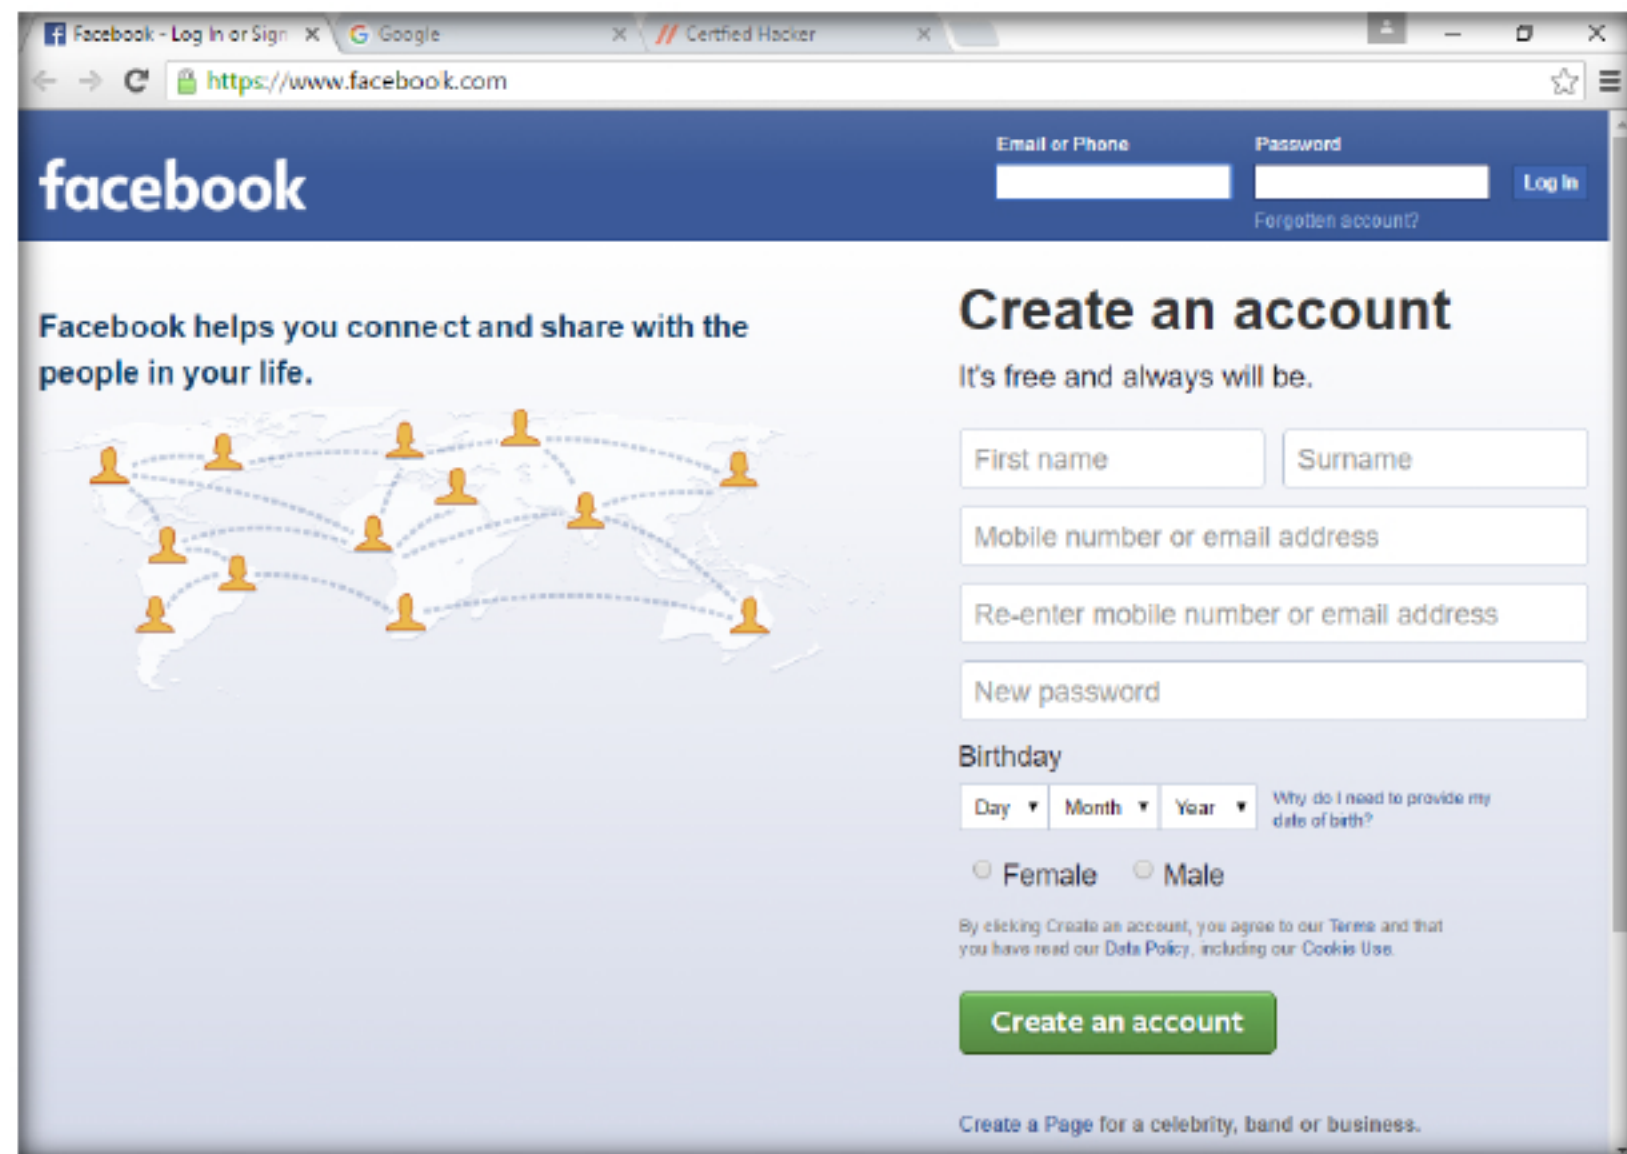 Facebook - Log In or Sign
Google
Certfied Hacker
https://www.facebook.com
facebook
Email or Phone
Password
Log In
Forgotten account?
Facebook helps you connect and share with the
people in your life.
Create an account
It's free and always will be.
First name
Surname
Mobile number or email address
Re-enter mobile number or email address
New password
Birthday
Day
Month
Year
Why do I need to provide my
date of birth?
Female
Male
By clicking Create an account, you agree to our Terms and that
you have read our Data Policy, including our Cookie Use.
Create an account
Create a Page for a celebrity, band or business.